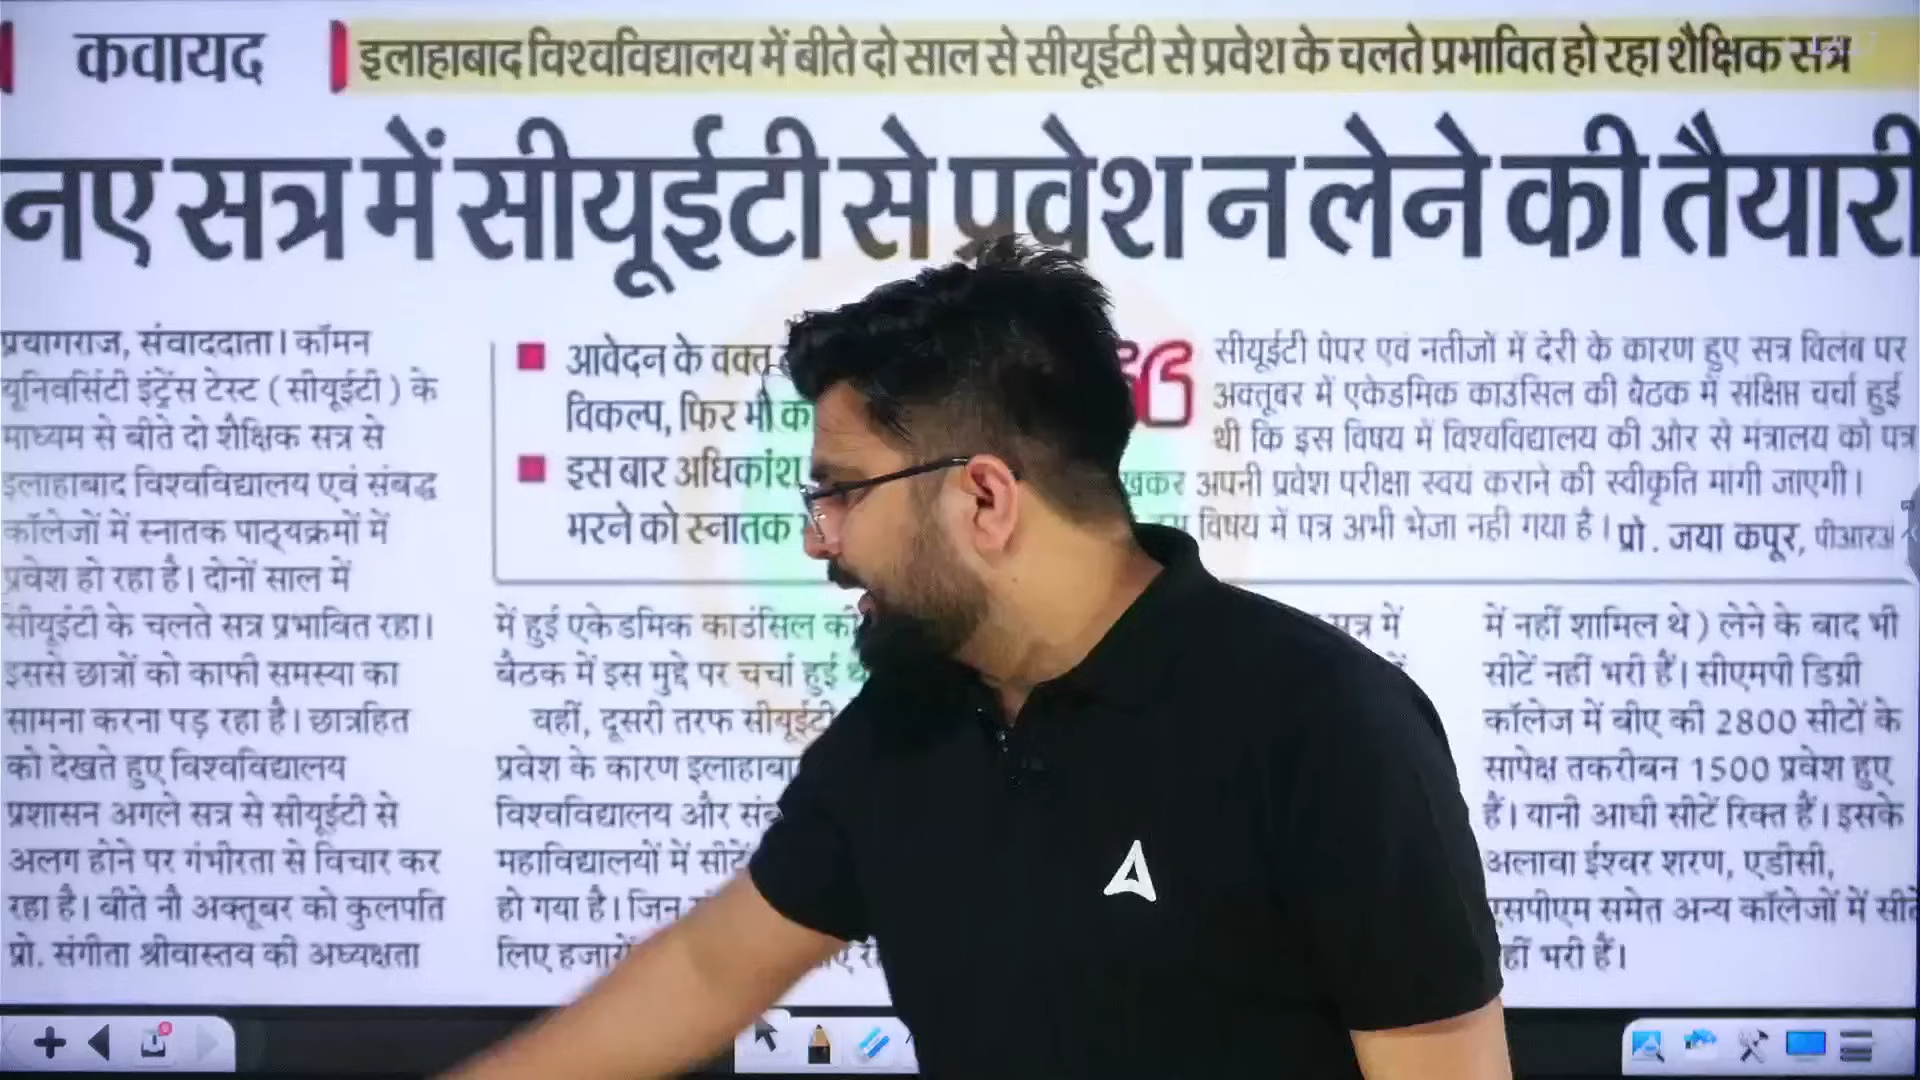 कवायद
इलाहाबाद विश्वविद्यालय में बीते दो साल से सीयूईटी से प्रवेश के चलते प्रभावित हो रहा शैक्षिक सत्र
नए सत्र में सीयूईटी से प्रवेश न लेने की तैयारी
प्रयागराज, संवाददाता। कॉमन
यूनिवर्सिटी इंट्रेंस टेस्ट (सीयूईटी) के
माध्यम से बीते दो शैक्षिक सत्र से
इलाहाबाद विश्वविद्यालय एवं संबद्ध
कॉलेजों में स्नातक पाठ्यक्रमों में
प्रवेश हो रहा है। दोनों साल में
सीयूईटी के चलते सत्र प्रभावित रहा।
इससे छात्रों को काफी समस्या का
सामना करना पड़ रहा है। छात्रहित
को देखते हुए विश्वविद्यालय
प्रशासन अगले सत्र से सीयूईटी से
अलग होने पर गंभीरता से विचार कर
रहा है। बीते नौ अक्तूबर को कुलपति
प्रो. संगीता श्रीवास्तव की अध्यक्षता
आवेदन के वक्त
विकल्प, फिर भी
इस बार अधिकांश
भरने को स्नातक
सीयूईटी पेपर एवं नतीजों में देरी के कारण हुए सत्र विलंब पर
अक्तूबर में एकेडमिक काउंसिल की बैठक में संक्षिप्त चर्चा हुई
थी कि इस विषय में विश्वविद्यालय की ओर से मंत्रालय को पत्र
अपनी प्रवेश परीक्षा स्वयं कराने की स्वीकृति मांगी जाएगी।
विषय में पत्र अभी भेजा नहीं गया है। प्रो. जया कपूर,
में हुई एकेडमिक काउंसिल की
बैठक में इस मुद्दे पर चर्चा हुई
वहीं, दूसरी तरफ सीयूईटी
प्रवेश के कारण
विश्वविद्यालय और
महाविद्यालयों में
हो गया है। जिन
लिए
सत्र में
में नहीं शामिल थे) लेने के बाद भी
सीटें नहीं भरी हैं। सीएमपी डिग्री
कॉलेज में बीए की 2800 सीटों के
सापेक्ष तकरीबन 1500 प्रवेश हुए
हैं। यानी आधी सीटें रिक्त हैं। इसके
अलावा ईश्वर शरण, एडीसी,
समेत अन्य कॉलेजों में
भरी हैं।